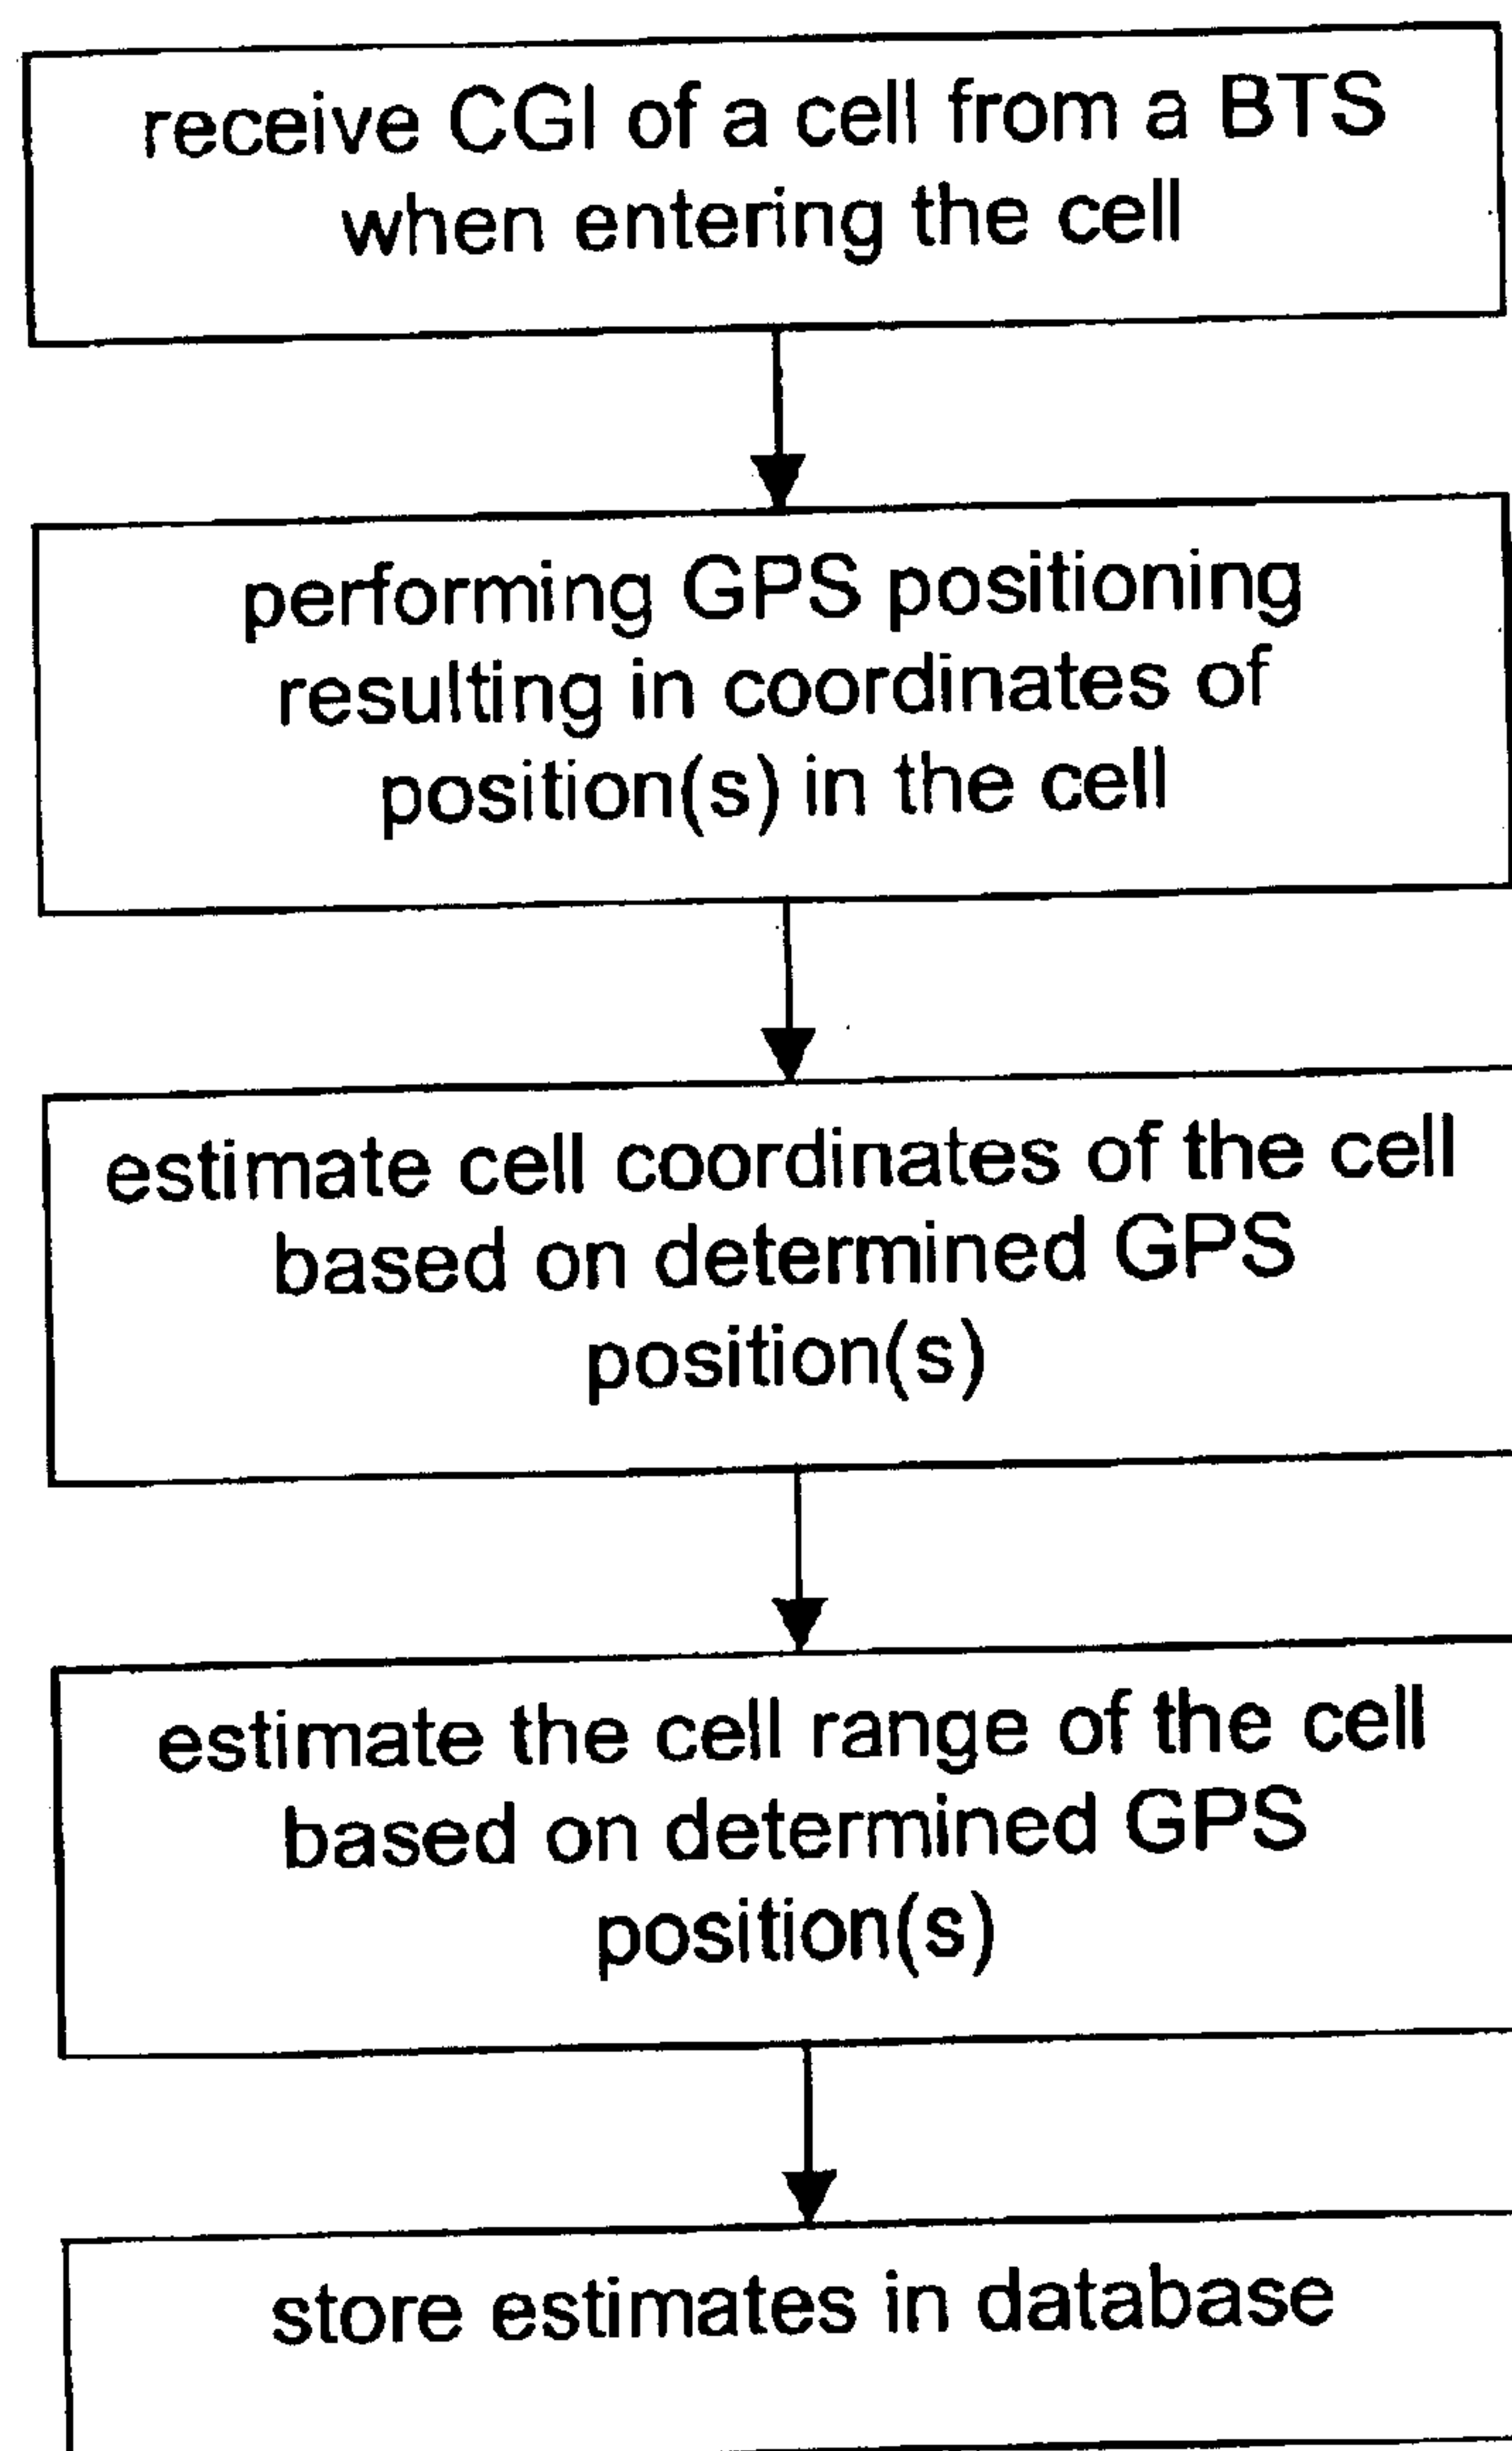 receive CGI of a cell from a BTS
when entering the cell
performing GPS positioning
resulting in coordinates of
position(s) in the cell
estimate cell coordinates of the cell
based on determined GPS
position(s)
estimate the cell range of the cell
based on determined GPS
position(s)
store estimates in database